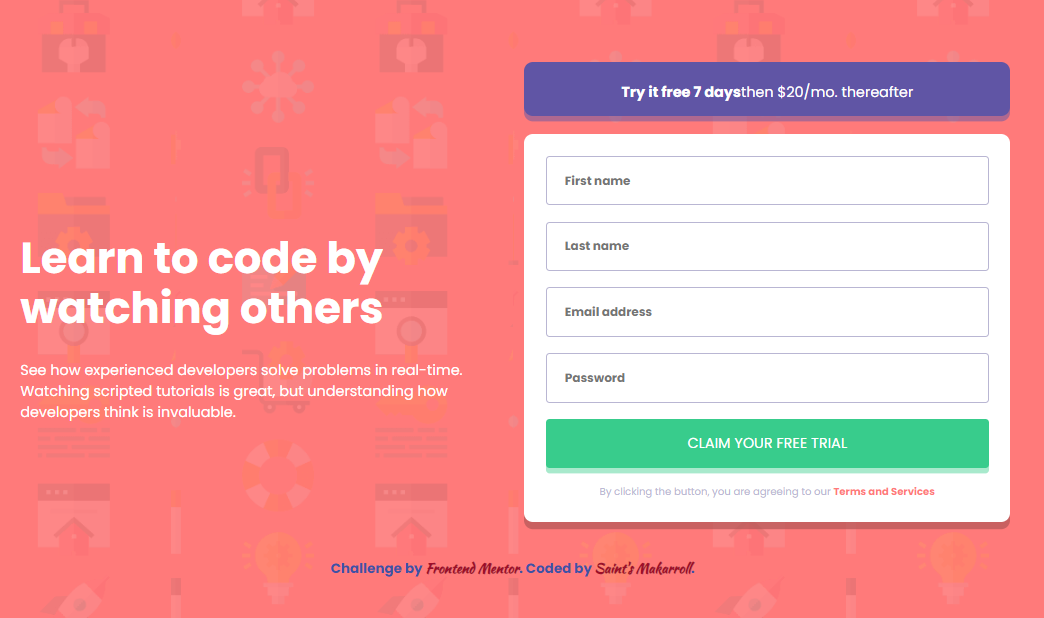 Learn to code by
watching others
See how experienced developers solve problems in real-time.
Watching scripted tutorials is great, but understanding how
developers think is invaluable.
Try it free 7 daysthen $20/mo. thereafter
First name
Last name
Email address
Password
CLAIM YOUR FREE TRIAL
By clicking the button, you are agreeing to our Terms and Services
Challenge by Frontend Mentor. Coded by Saint's Makarroll.